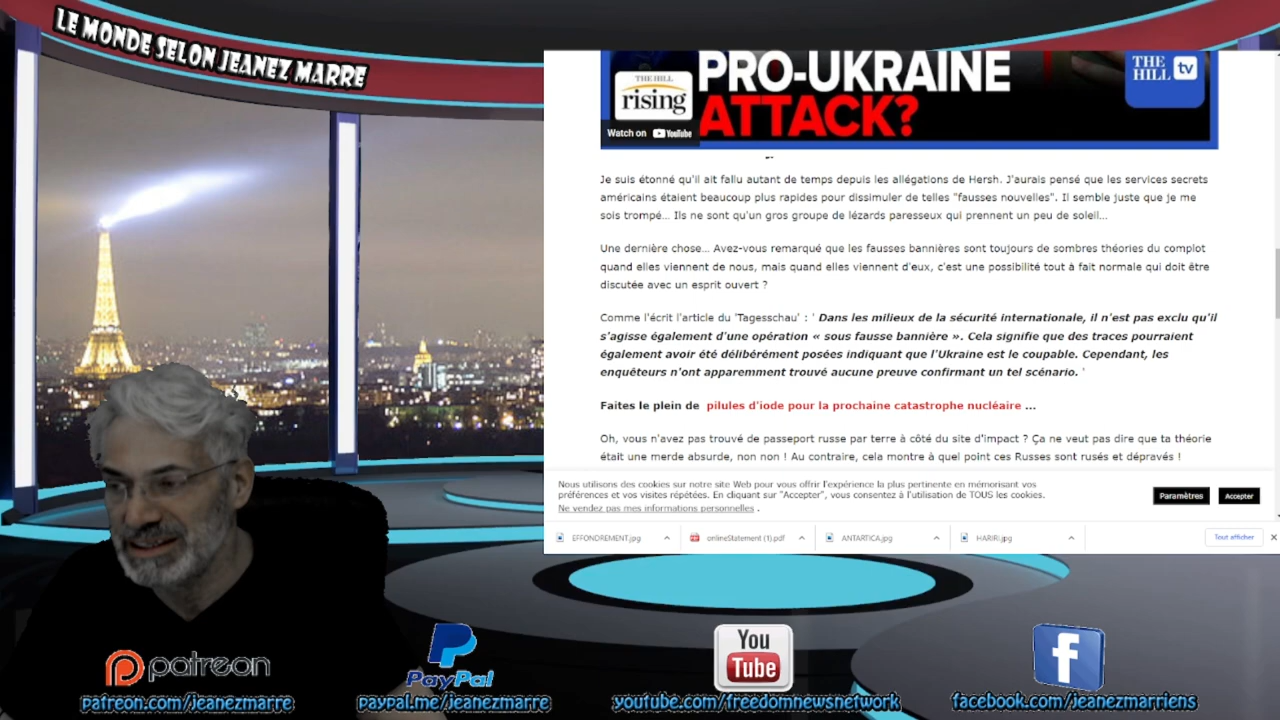 LE MONDE SELON JEANEZ MARRE
PRO-UKRAINE
ATTACK?
THE HILL
rising
THE
HILL tv
Watch on YouTube
Je suis étonné qu'il ait fallu autant de temps depuis les allégations de Hersh. J'aurais pensé que les services secrets
américains étaient beaucoup plus rapides pour dissimuler de telles "fausses nouvelles". Il semble juste que je me
sois trompé... Ils ne sont qu'un gros groupe de lézards paresseux qui prennent un peu de soleil...
Une dernière chose... Avez-vous remarqué que les fausses bannières sont toujours de sombres théories du complot
quand elles viennent de nous, mais quand elles viennent d'eux, c'est une possibilité tout à fait normale qui doit être
discutée avec un esprit ouvert ?
Comme l'écrit l'article du 'Tagesschau' : ' Dans les milieux de la sécurité internationale, il n'est pas exclu qu'il
s'agisse également d'une opération « sous fausse bannière ». Cela signifie que des traces pourraient
également avoir été délibérément posées indiquant que l'Ukraine est le coupable. Cependant, les
enquêteurs n'ont apparemment trouvé aucune preuve confirmant un tel scénario. '
Faites le plein de pilules d'iode pour la prochaine catastrophe nucléaire ...
Oh, vous n'avez pas trouvé de passeport russe par terre à côté du site d'impact ? Ça ne veut pas dire que ta théorie
était une merde absurde, non non ! Au contraire, cela montre à quel point ces Russes sont rusés et dépravés !
Nous utilisons des cookies sur notre site Web pour vous offrir l'expérience la plus pertinente en mémorisant vos
préférences et vos visites répétées. En cliquant sur "Accepter", vous consentez à l'utilisation de TOUS les cookies.
Ne vendez pas mes informations personnelles .
Paramètres
Accepter
EFFONDREMENT.jpg
onlineStatement (1).pdf
ANTARTICA.jpg
HARIRI.jpg
Tout afficher
patreon
PayPal
You
Tube
patreon.com/jeanezmarre
paypal.me/jeanezmarre
youtube.com/freedomnewsnetwork
facebook.com/jeanezmarriens